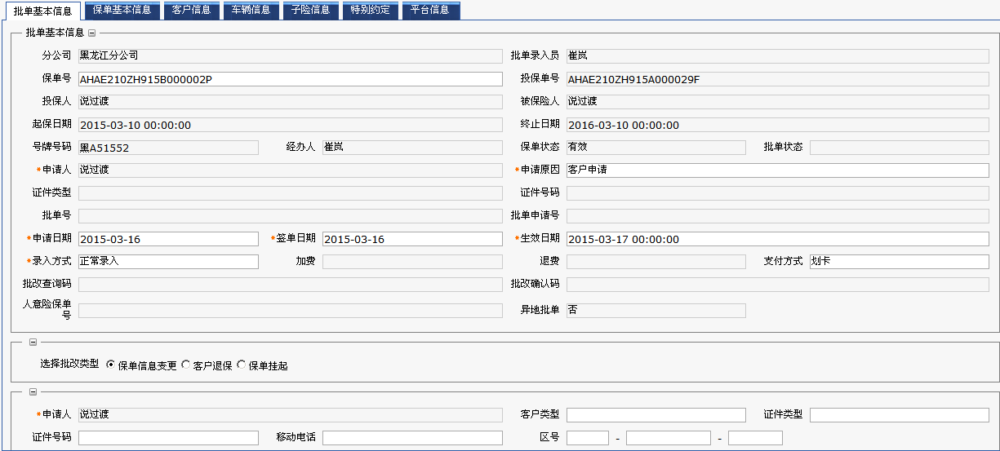 批单基本信息 保单基本信息 客户信息 车辆信息 子险信息 特别约定 平台信息
批单基本信息
分公司 黑龙江分公司 批单录入员 崔岚
保单号 AHAE210ZH915B000002P 投保单号 AHAE210ZH915A000029F
投保人 说过渡 被保险人 说过渡
起保日期 2015-03-10 00:00:00 终止日期 2016-03-10 00:00:00
号牌号码 黑A51552 经办人 崔岚 保单状态 有效 批单状态
*申请人 说过渡 *申请原因 客户申请
证件类型 证件号码
批单号 批单申请号
*申请日期 2015-03-16 *签单日期 2015-03-16 *生效日期 2015-03-17 00:00:00
*录入方式 正常录入 加费 退费 支付方式 划卡
批改查询码 批改确认码
人意险保单号 异地批单 否
选择批改类型 保单信息变更 客户退保 保单挂起
*申请人 说过渡 客户类型 证件类型
证件号码 移动电话 区号 - -